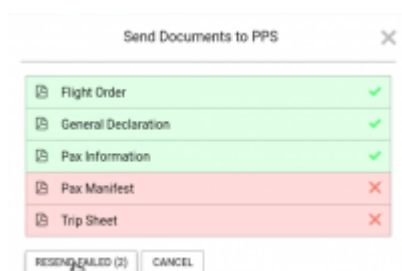 Send Documents to PPS
Flight Order
General Declaration
Pax Information
Pax Manifest
Trip Sheet
RESEND FAILED (2) CANCEL